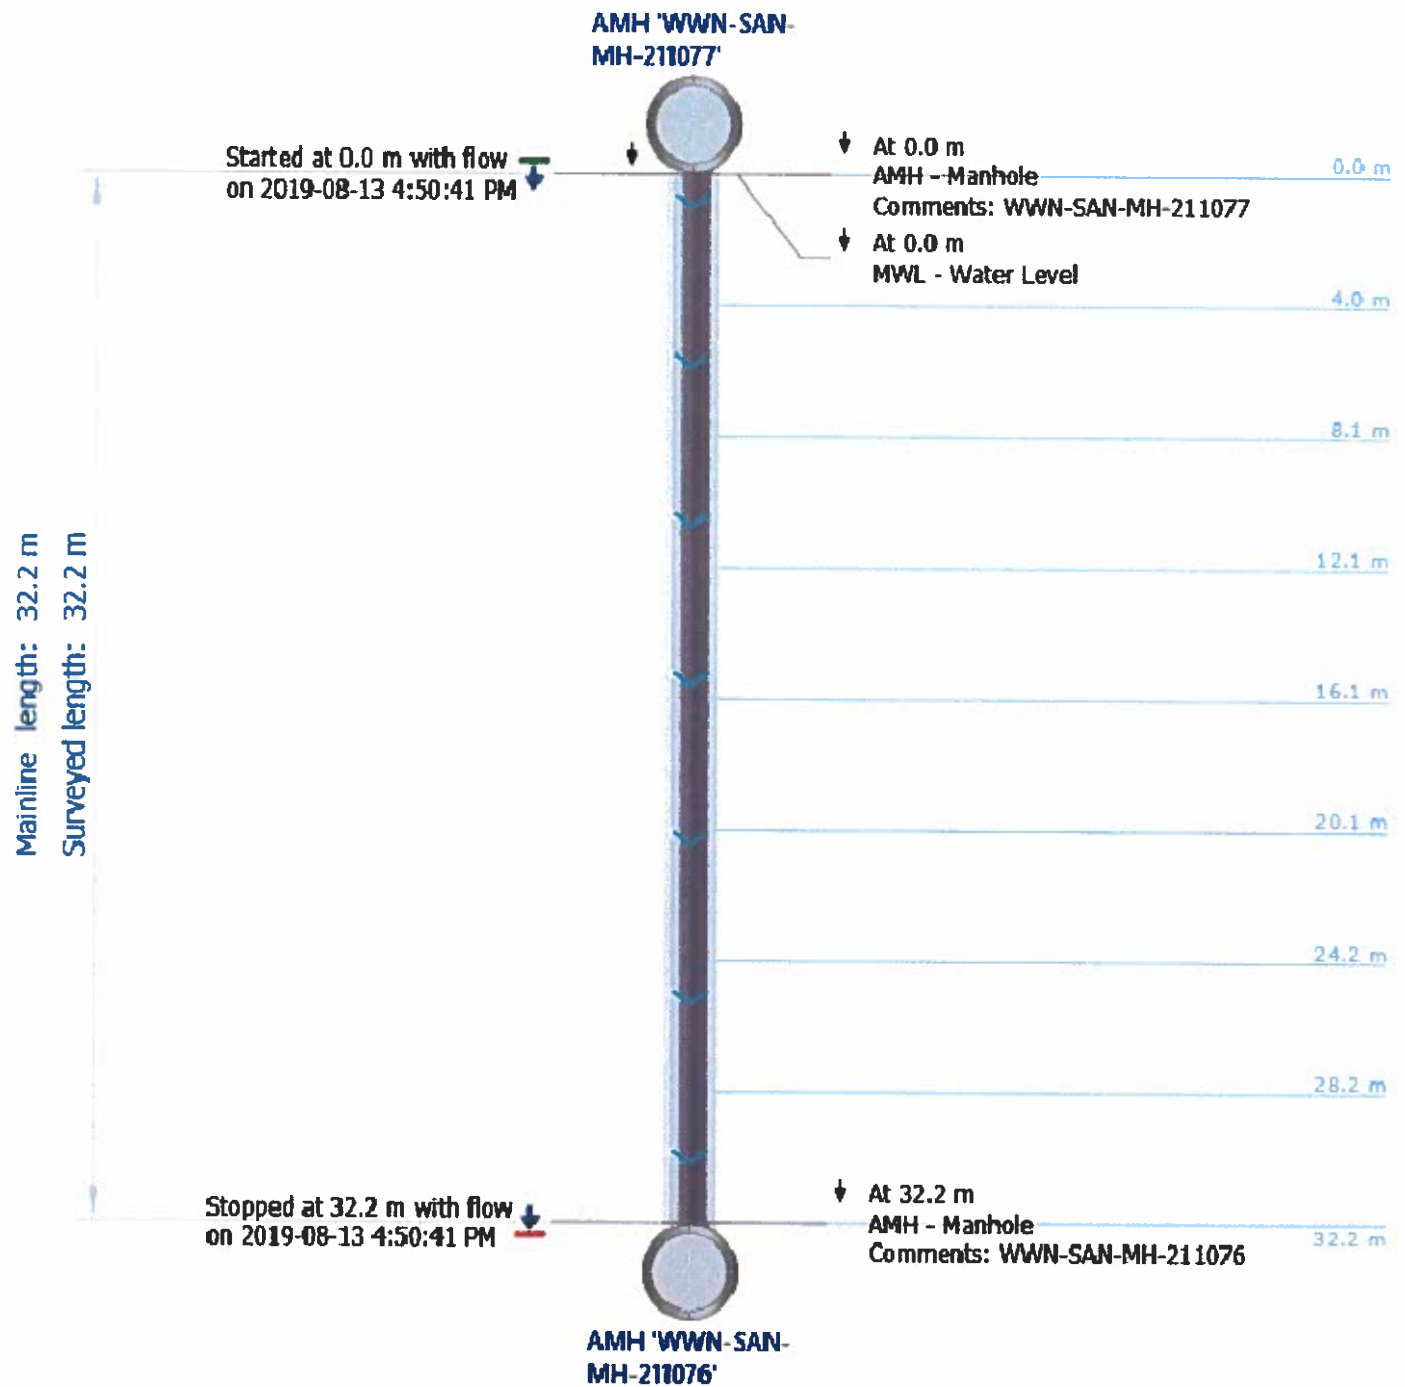 AMH 'WWN-SAN-
MH-211077'
Started at 0.0 m with flow
on 2019-08-13 4:50:41 PM
At 0.0 m
AMH - Manhole
Comments: WWN-SAN-MH-211077
0.0 m
At 0.0 m
MWL - Water Level
4.0 m
8.1 m
12.1 m
16.1 m
20.1 m
24.2 m
28.2 m
Mainline length: 32.2 m
Surveyed length: 32.2 m
Stopped at 32.2 m with flow
on 2019-08-13 4:50:41 PM
At 32.2 m
AMH - Manhole
Comments: WWN-SAN-MH-211076
32.2 m
AMH 'WWN-SAN-
MH-211076'